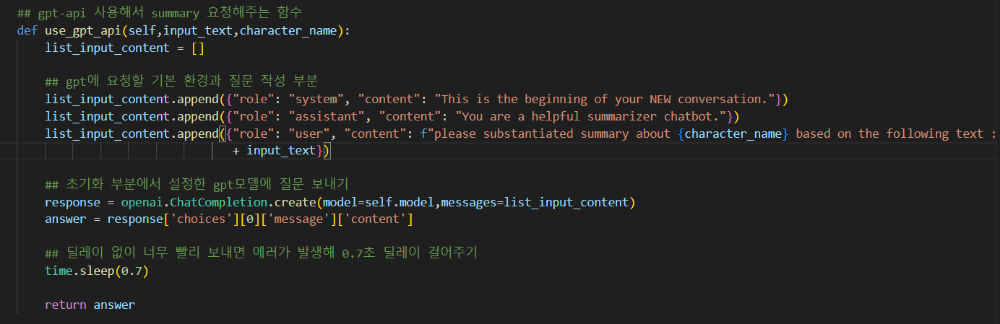 ## gpt-api 사용해서 summary 요청해주는 함수
def use_gpt_api(self,input_text,character_name):
list_input_content = []
## gpt에 요청할 기본 환경과 질문 작성 부분
list_input_content.append({"role": "system", "content": "This is the beginning of your NEW conversation."})
list_input_content.append({"role": "assistant", "content": "You are a helpful summarizer chatbot."})
list_input_content.append({"role": "user", "content": f"please substantiated summary about {character_name} based on the following text :
+ input_text})
## 초기화 부분에서 설정한 gpt모델에 질문 보내기
response = openai.ChatCompletion.create(model=self.model,messages=list_input_content)
answer = response['choices'][0]['message']['content']
## 딜레이 없이 너무 빨리 보내면 에러가 발생해 0.7초 딜레이 걸어주기
time.sleep(0.7)
return answer